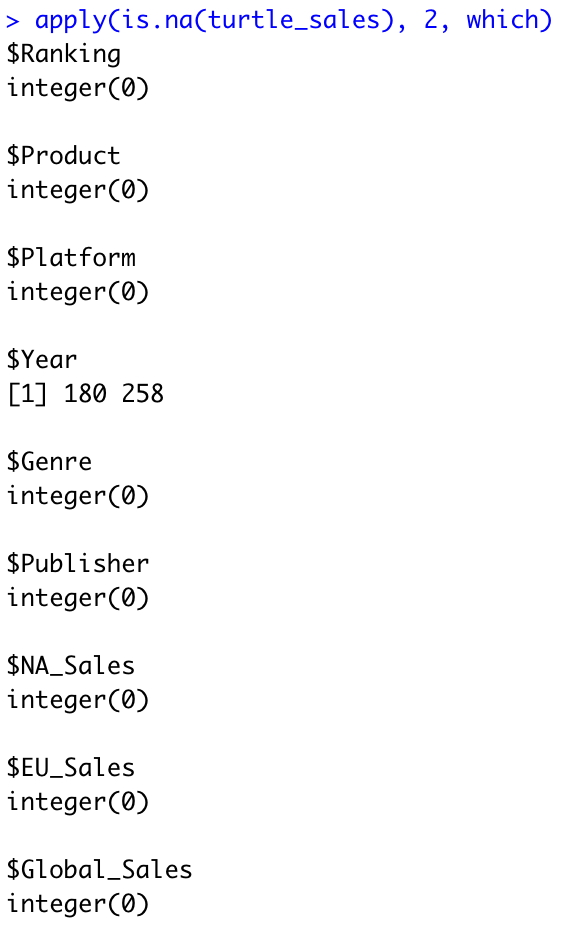 > apply(is.na(turtle_sales), 2, which)
$Ranking
integer(0)
$Product
integer(0)
$Platform
integer(0)
$Year
[1] 180 258
$Genre
integer(0)
$Publisher
integer(0)
$NA_Sales
integer(0)
$EU_Sales
integer(0)
$Global_Sales
integer(0)